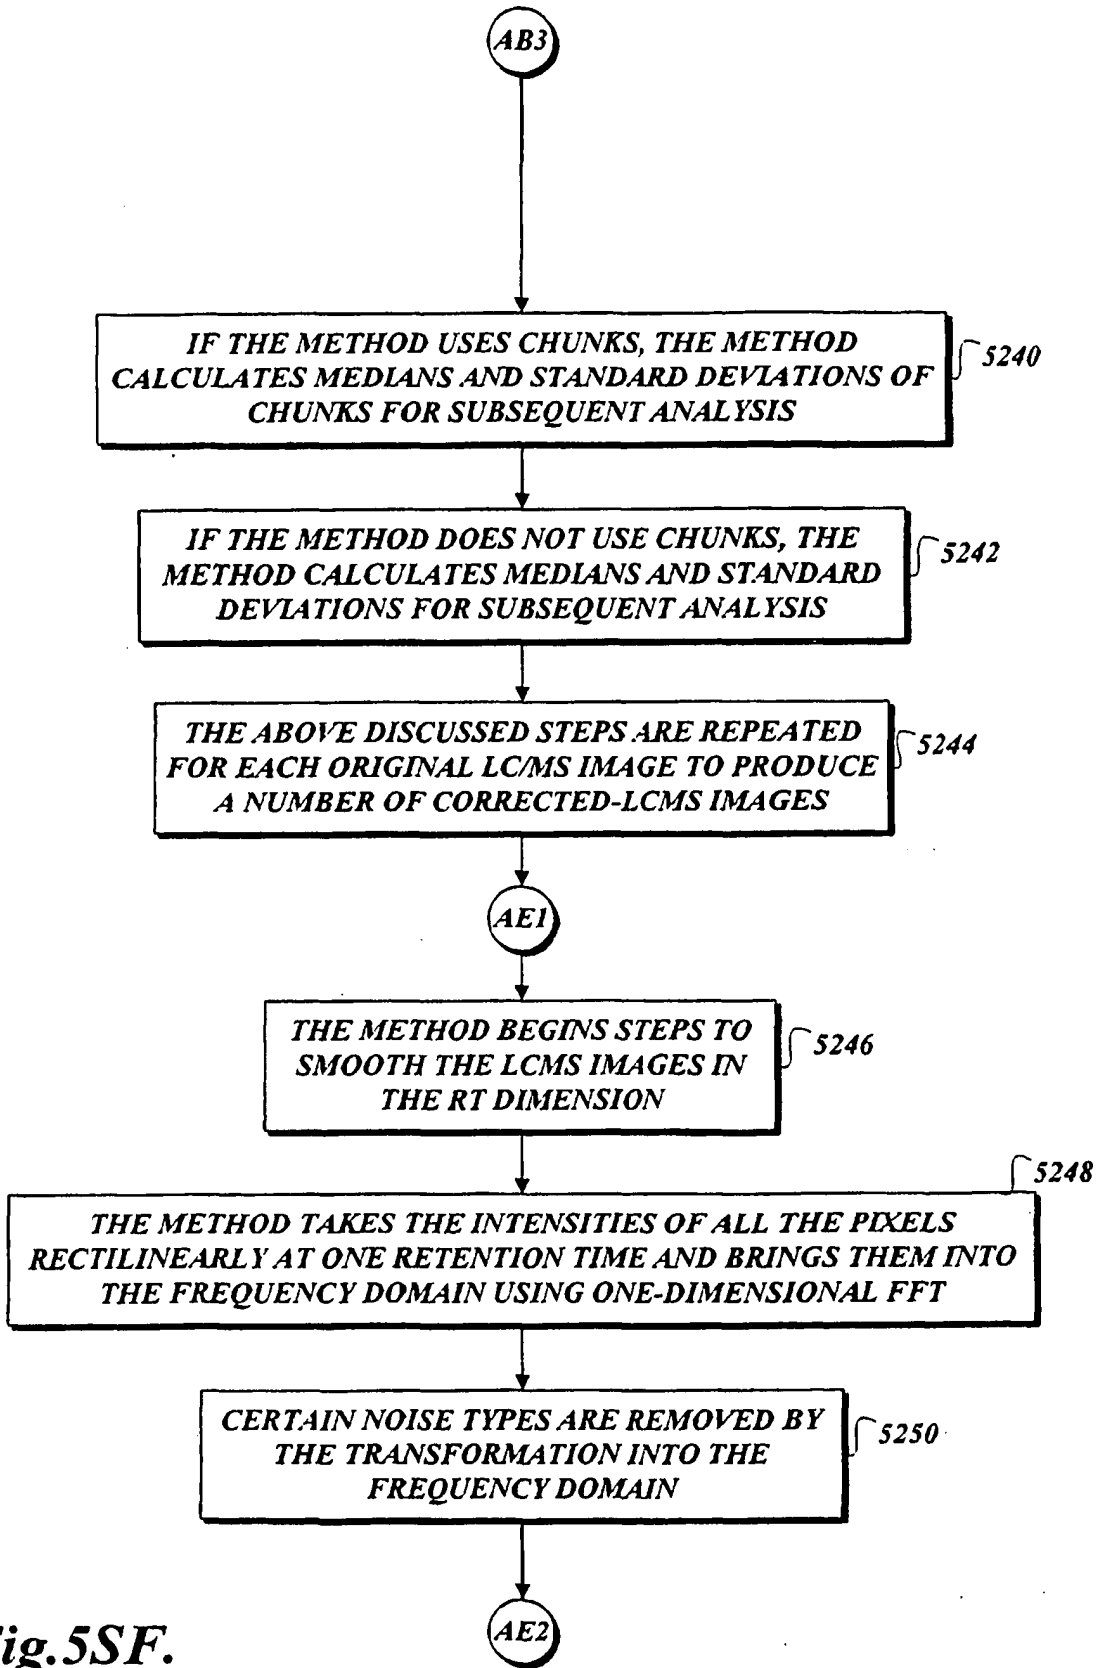 AB3
IF THE METHOD USES CHUNKS, THE METHOD
CALCULATES MEDIANS AND STANDARD DEVIATIONS OF
CHUNKS FOR SUBSEQUENT ANALYSIS
5240
IF THE METHOD DOES NOT USE CHUNKS, THE
METHOD CALCULATES MEDIANS AND STANDARD
DEVIATIONS FOR SUBSEQUENT ANALYSIS
5242
THE ABOVE DISCUSSED STEPS ARE REPEATED
FOR EACH ORIGINAL LC/MS IMAGE TO PRODUCE
A NUMBER OF CORRECTED-LCMS IMAGES
5244
AE1
THE METHOD BEGINS STEPS TO
SMOOTH THE LCMS IMAGES IN
THE RT DIMENSION
5246
5248
THE METHOD TAKES THE INTENSITIES OF ALL THE PIXELS
RECTILINEARLY AT ONE RETENTION TIME AND BRINGS THEM INTO
THE FREQUENCY DOMAIN USING ONE-DIMENSIONAL FFT
CERTAIN NOISE TYPES ARE REMOVED BY
THE TRANSFORMATION INTO THE
FREQUENCY DOMAIN
5250
AE2
ig.5SF.